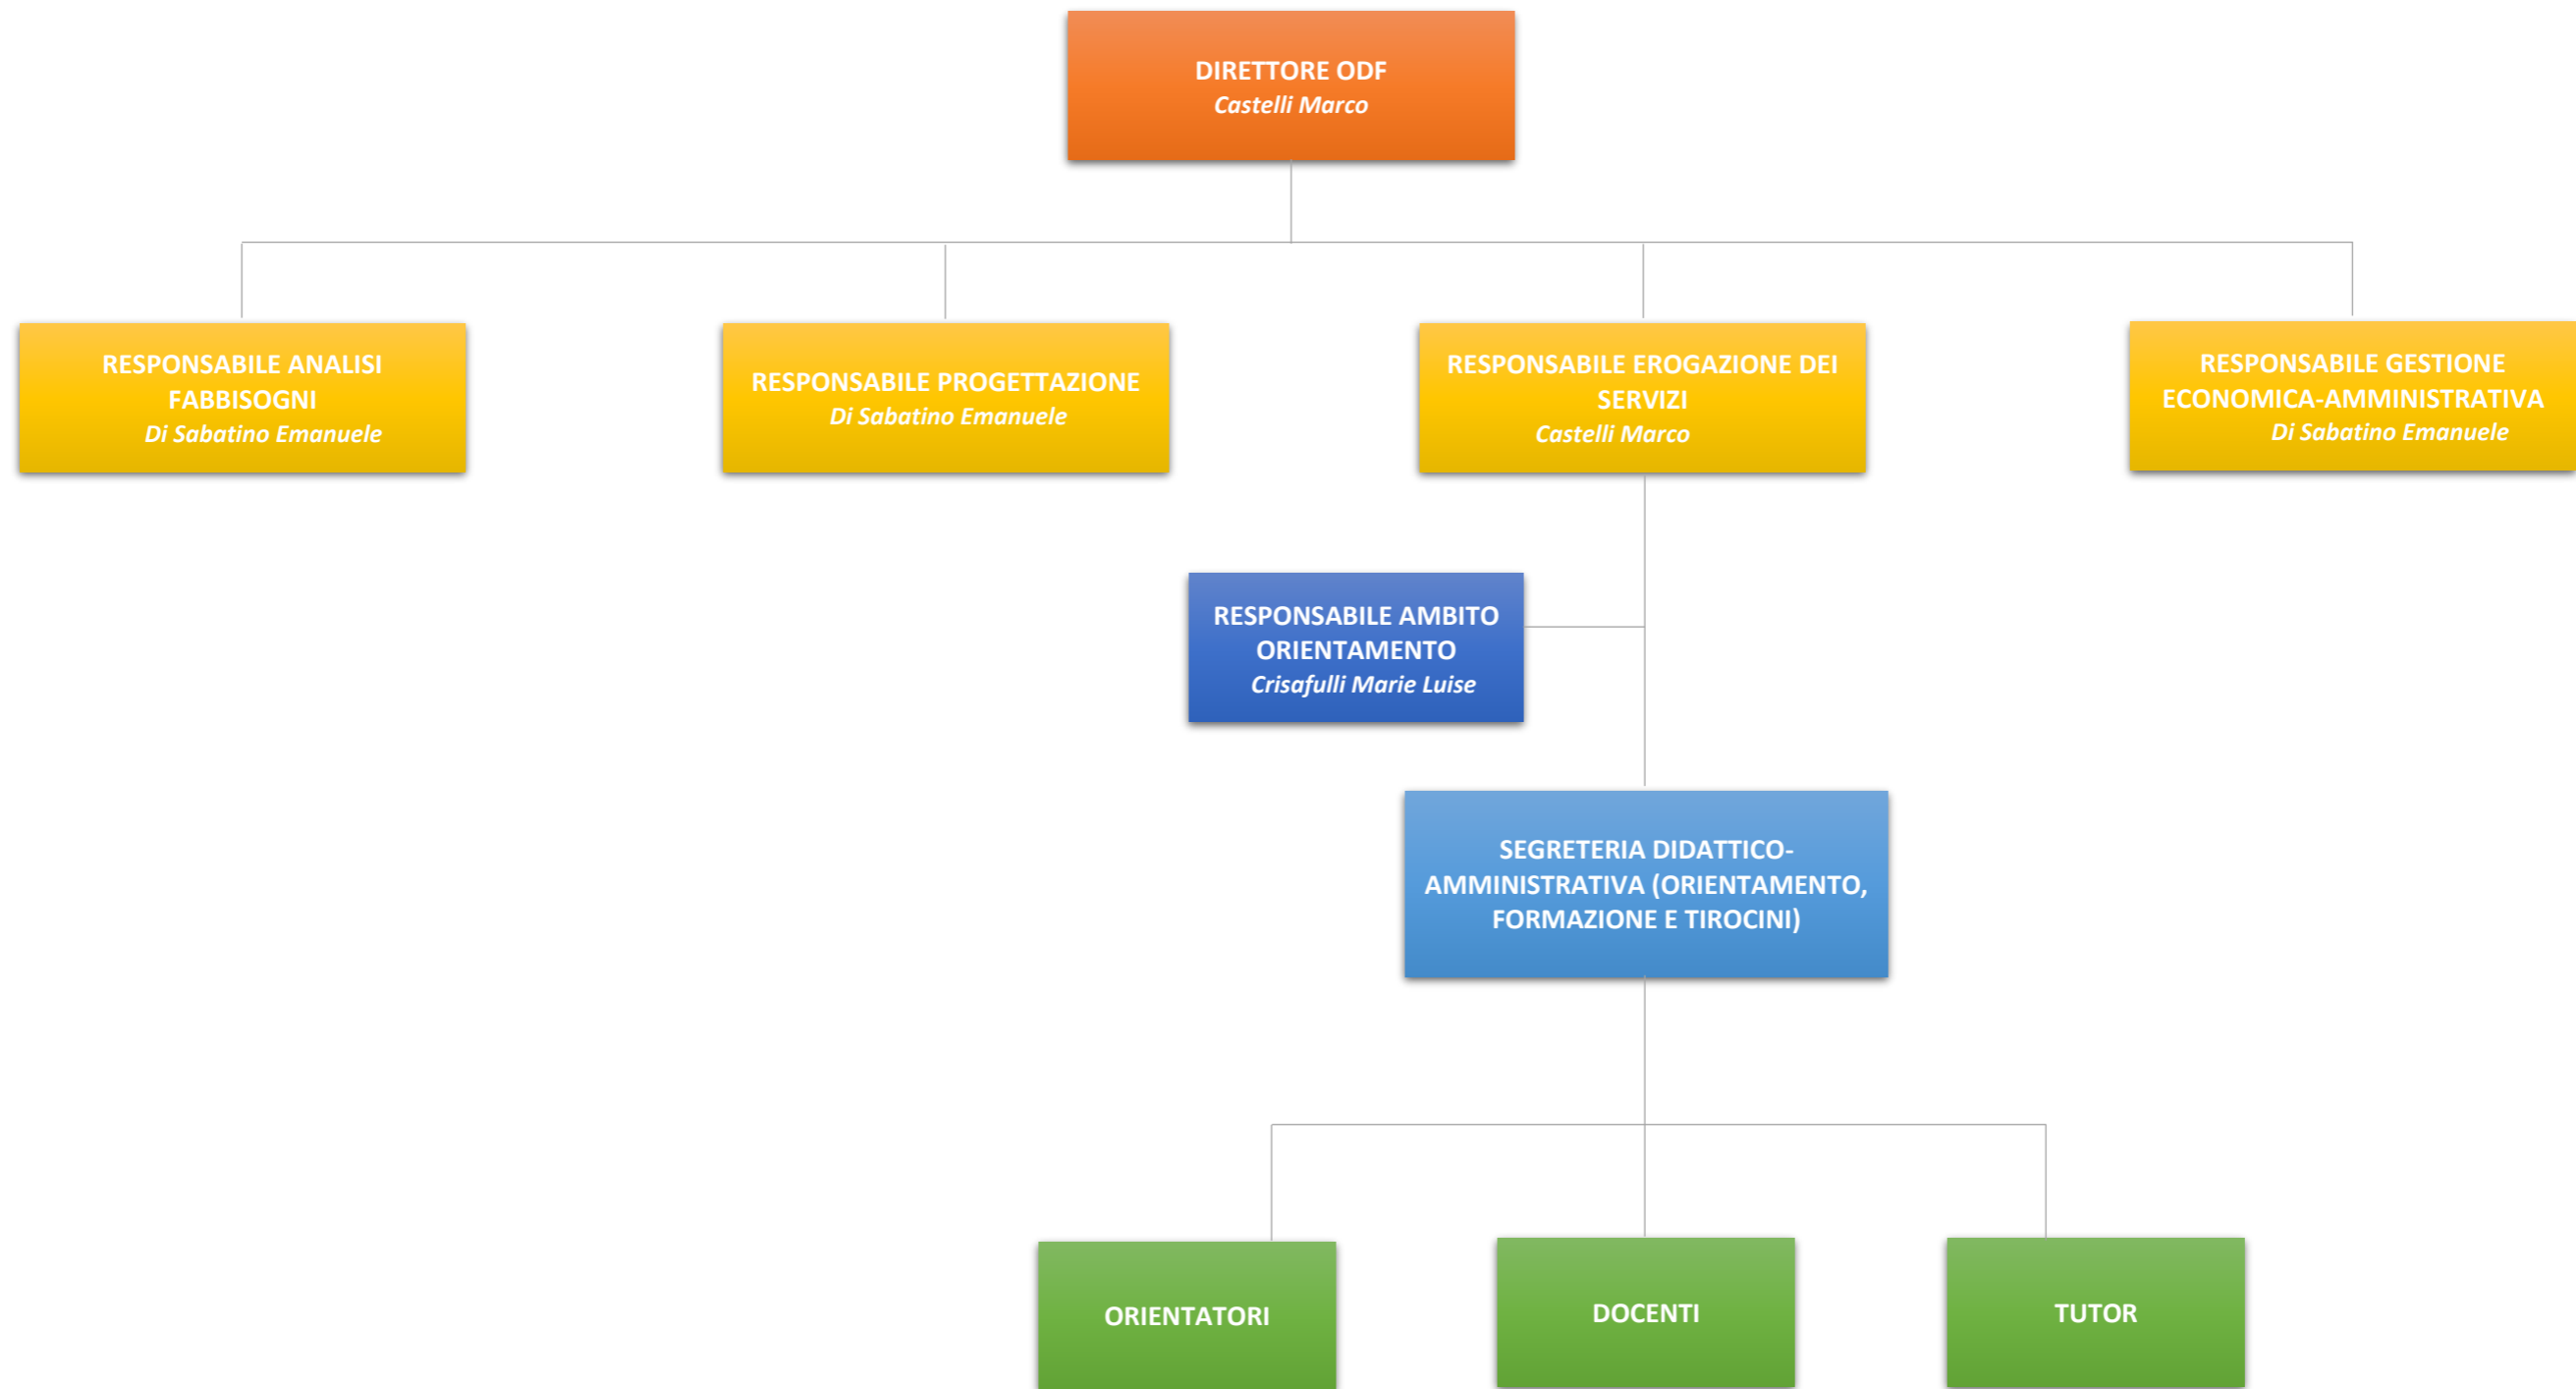 DIRETTORE ODF
Castelli Marco
RESPONSABILE ANALISI
FABBISOGNI
Di Sabatino Emanuele
RESPONSABILE PROGETTAZIONE
Di Sabatino Emanuele
RESPONSABILE EROGAZIONE DEI
SERVIZI
Castelli Marco
RESPONSABILE GESTIONE
ECONOMICA-AMMINISTRATIVA
Di Sabatino Emanuele
RESPONSABILE AMBITO
ORIENTAMENTO
Crisafulli Marie Luise
SEGRETERIA DIDATTICO-
AMMINISTRATIVA (ORIENTAMENTO,
FORMAZIONE E TIROCINI)
ORIENTATORI
DOCENTI
TUTOR